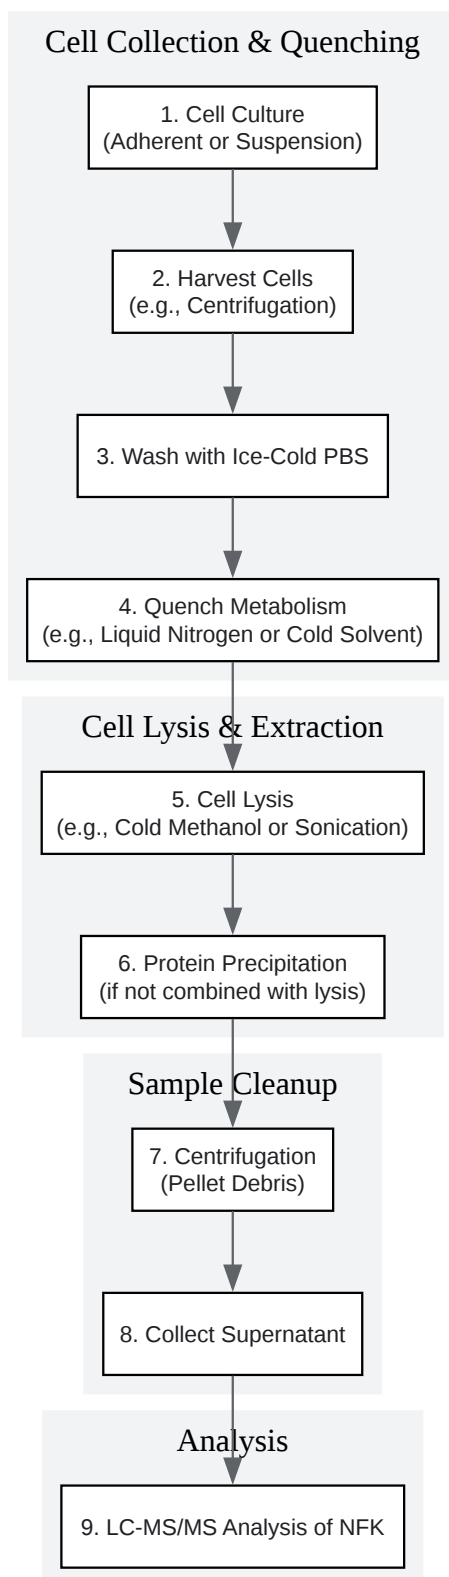 Cell Collection & Quenching
1. Cell Culture
(Adherent or Suspension)
2. Harvest Cells
(e.g., Centrifugation)
3. Wash with Ice-Cold PBS
4. Quench Metabolism
(e.g., Liquid Nitrogen or Cold Solvent)
Cell Lysis & Extraction
5. Cell Lysis
(e.g., Cold Methanol or Sonication)
6. Protein Precipitation
(if not combined with lysis)
Sample Cleanup
7. Centrifugation
(Pellet Debris)
8. Collect Supernatant
Analysis
9. LC-MS/MS Analysis of NFK